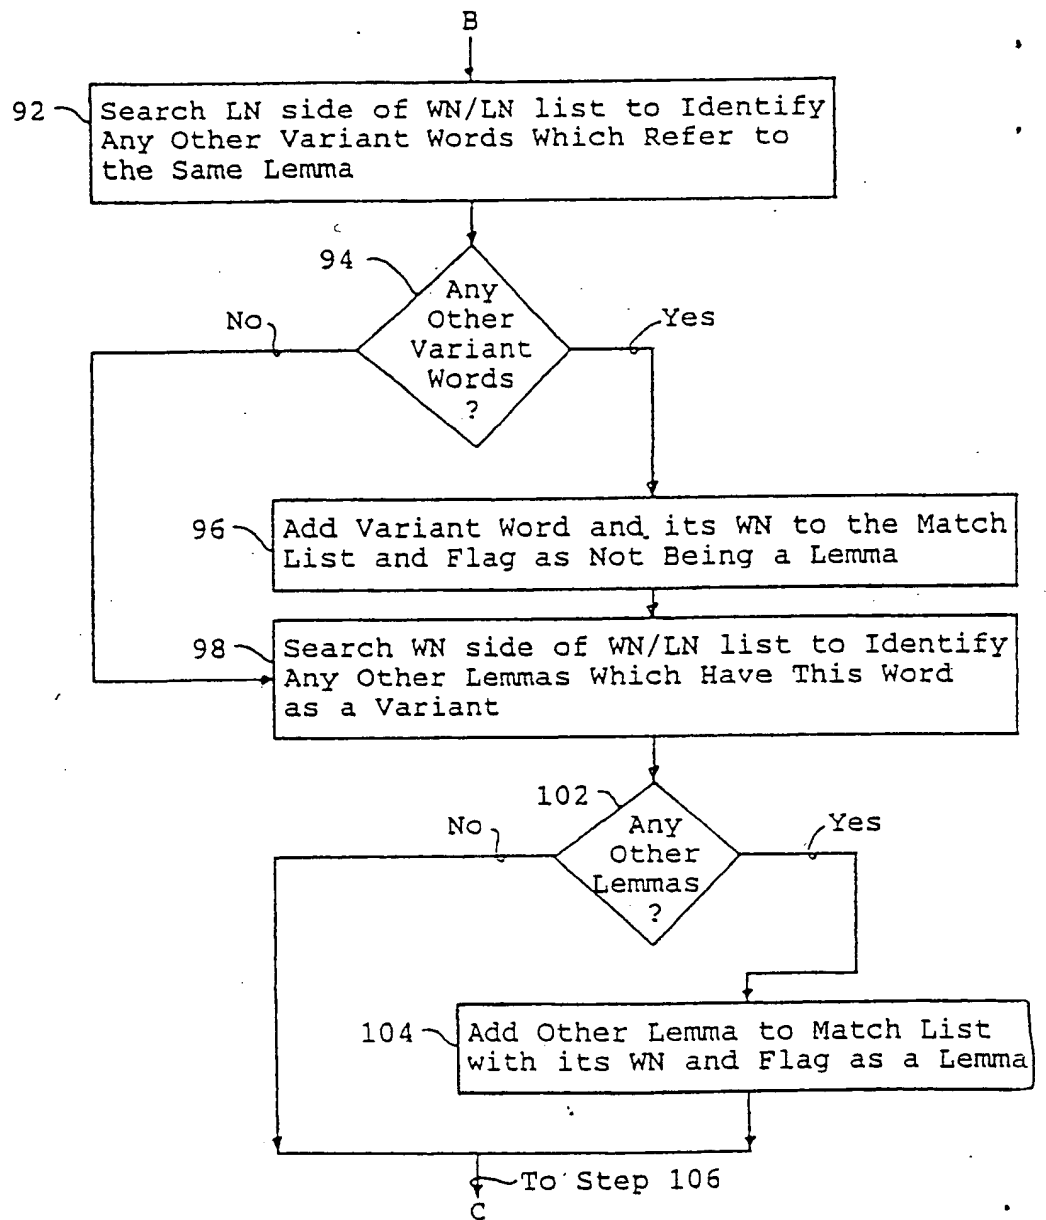 B
92
Search LN side of WN/LN list to Identify
Any Other Variant Words Which Refer to
the Same Lemma
94
Any
Other
Variant
Words
?
No
Yes
96
Add Variant Word and its WN to the Match
List and Flag as Not Being a Lemma
98
Search WN side of WN/LN list to Identify
Any Other Lemmas Which Have This Word
as a Variant
102
Any
Other
Lemmas
?
No
Yes
104
Add Other Lemma to Match List
with its WN and Flag as a Lemma
To Step 106
C